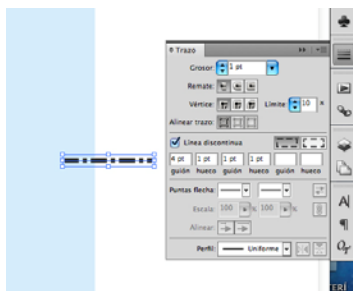 Trazo
Grosor: 1 pt
Remate:
Vértice: Límite: 10 x
Alinear trazo:
Línea discontinua
4 pt 1 pt 1 pt 1 pt
guión hueco guión hueco guión hueco
Puntas flecha:
Escala: 100 % 100 %
Alinear:
Perfil: Uniforme